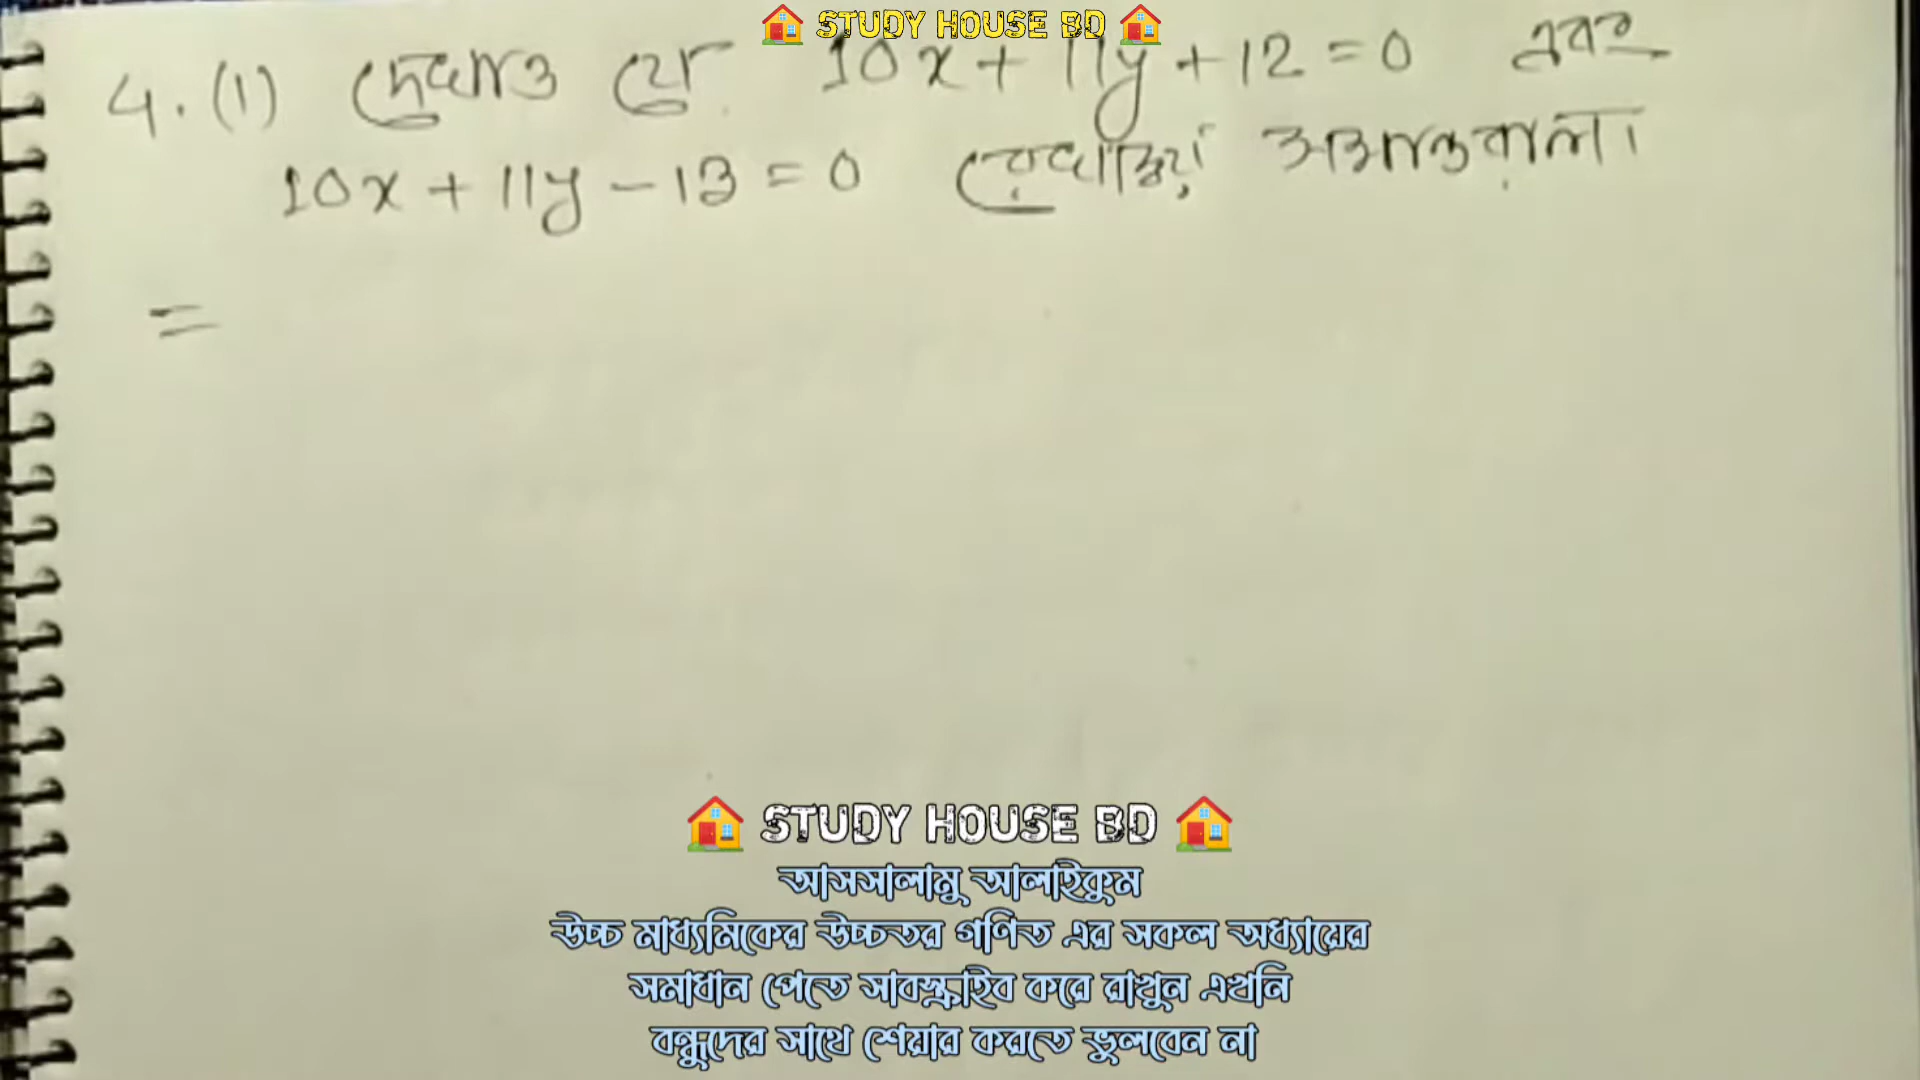 🏠 STUDY HOUSE BD 🏠
4. (1) দেখাও যে 10x + 11y + 12 = 0 এবং
10x + 11y - 13 = 0 রেখাদ্বয় সমান্তরাল।
=
🏠 STUDY HOUSE BD 🏠
আসসালামু আলাইকুম
উচ্চ মাধ্যমিকের উচ্চতর গণিত এর সকল অধ্যায়ের
সমাধান পেতে সাবস্ক্রাইব করে রাখুন এখনি
বন্ধুদের সাথে শেয়ার করতে ভুলবেন না